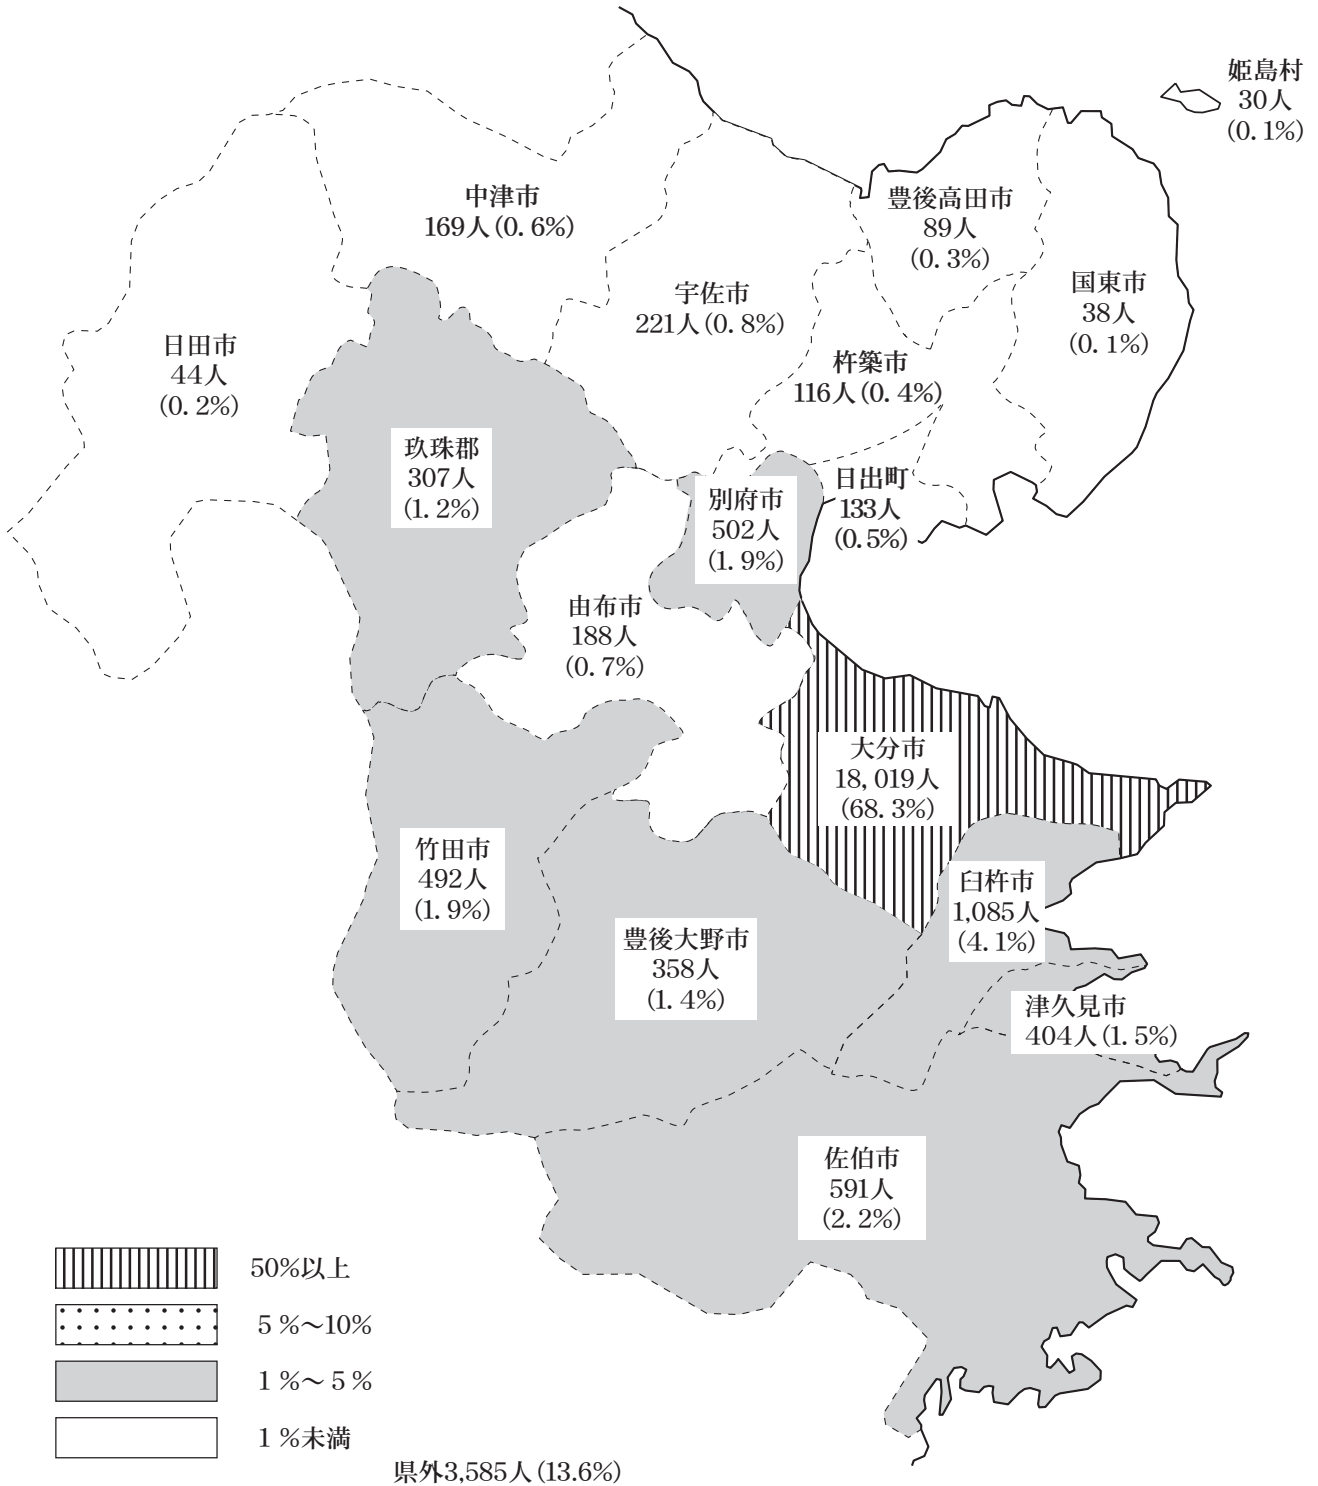 姫島村
30人
(0.1%)
中津市
169人(0.6%)
豊後高田市
89人
(0.3%)
国東市
38人
(0.1%)
宇佐市
221人(0.8%)
日田市
44人
(0.2%)
杵築市
116人(0.4%)
玖珠郡
307人
(1.2%)
別府市
502人
(1.9%)
日出町
133人
(0.5%)
由布市
188人
(0.7%)
大分市
18,019人
(68.3%)
竹田市
492人
(1.9%)
臼杵市
1,085人
(4.1%)
豊後大野市
358人
(1.4%)
津久見市
404人(1.5%)
佐伯市
591人
(2.2%)
50%以上
5%〜10%
1%〜5%
1%未満
県外3,585人(13.6%)